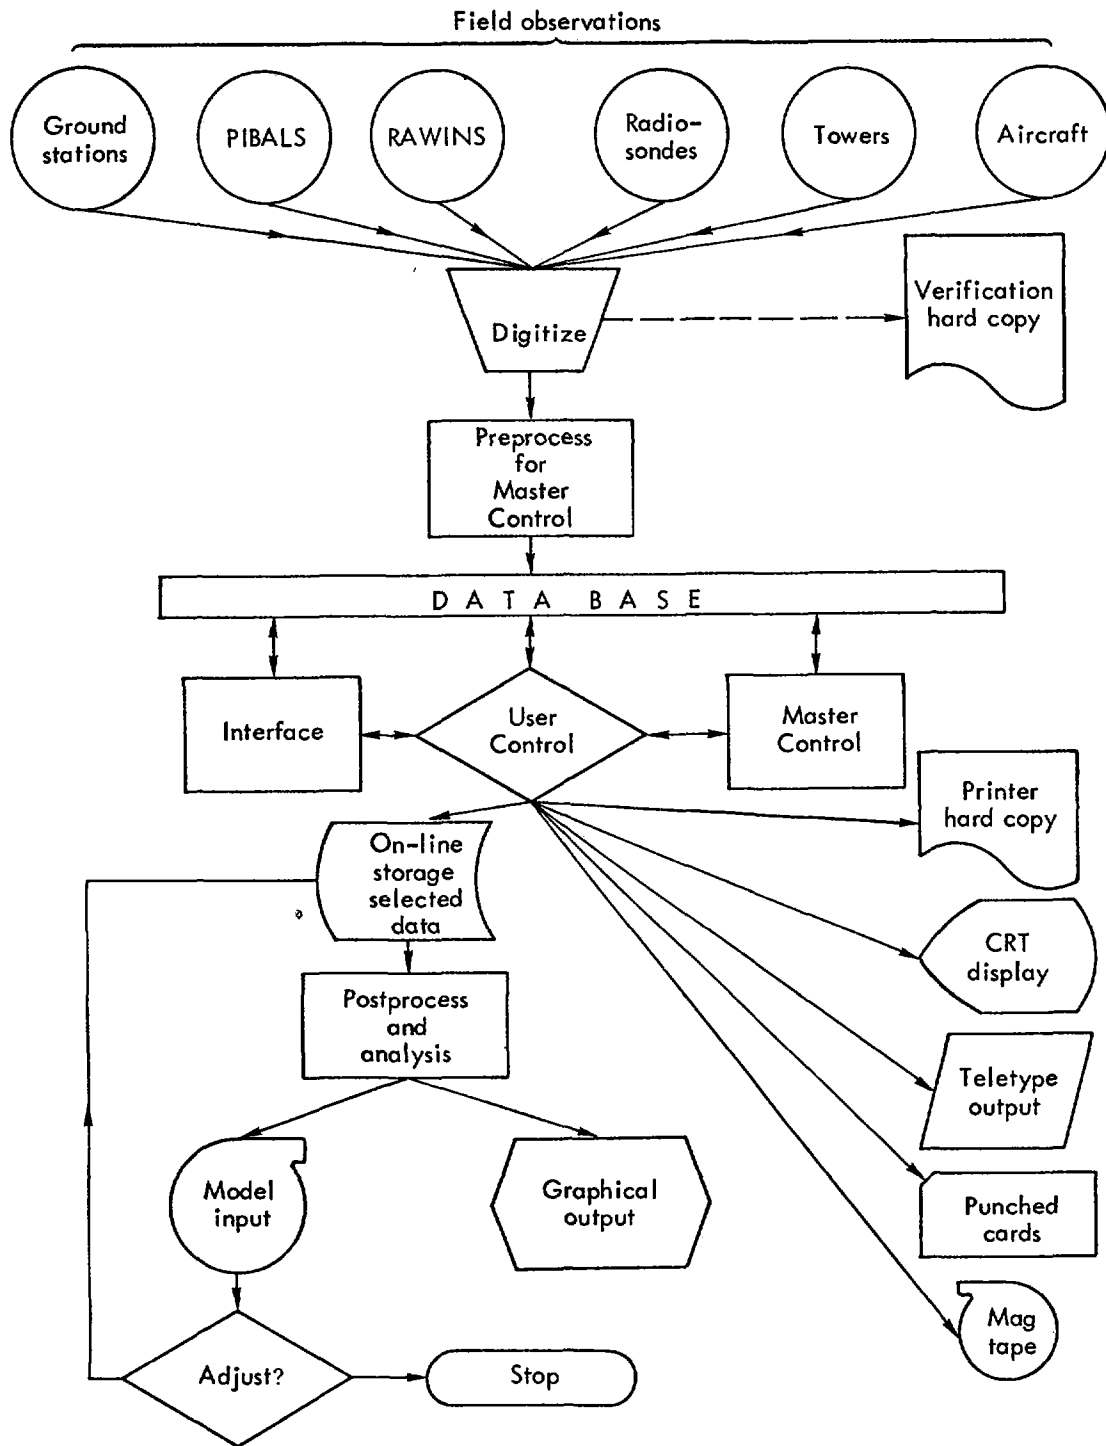 Field observations
Ground
stations
PIBALS
RAWINS
Radio-
sondes
Towers
Aircraft
Verification
hard copy
Digitize
Preprocess
for
Master
Control
DATA BASE
Interface
User
Control
Master
Control
Printer
hard copy
On-line
storage
selected
data
CRT
display
Postprocess
and
analysis
Teletype
output
Model
input
Graphical
output
Punched
cards
Mag
tape
Adjust?
Stop